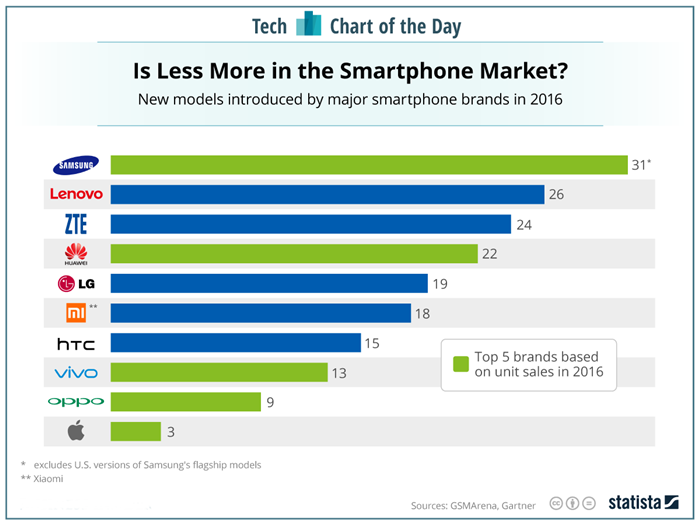 Tech Chart of the Day
Is Less More in the Smartphone Market?
New models introduced by major smartphone brands in 2016
SAMSUNG 31*
Lenovo 26
ZTE 24
HUAWEI 22
LG 19
mi ** 18
hTC 15
vivo 13
oppo 9
3
Top 5 brands based
on unit sales in 2016
* excludes U.S. versions of Samsung's flagship models
** Xiaomi
Sources: GSMArena, Gartner
cc
statista